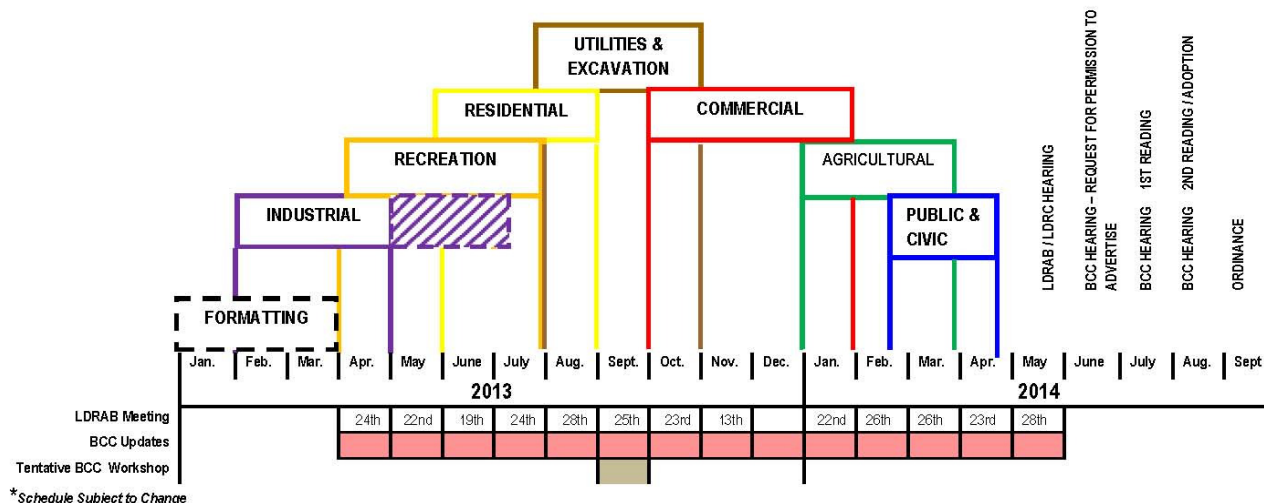 UTILITIES &
EXCAVATION
RESIDENTIAL
COMMERCIAL
RECREATION
AGRICULTURAL
INDUSTRIAL
PUBLIC &
CIVIC
FORMATTING
LDRAB / LDRC HEARIING
BCC HEARING – REQUEST FOR PERMISSION TO
ADVERTISE
BCC HEARING 1ST READING
BCC HEARING 2ND READING / ADOPTION
ORDINANCE
Jan. Feb. Mar. Apr. May June July Aug. Sept. Oct. Nov. Dec. Jan. Feb. Mar. Apr. May June July Aug. Sept
2013 2014
LDRAB Meeting 24th 22nd 19th 24th 28th 25th 23rd 13th 22nd 26th 26th 23rd 28th
BCC Updates
Tentative BCC Workshop
*Schedule Subject to Change